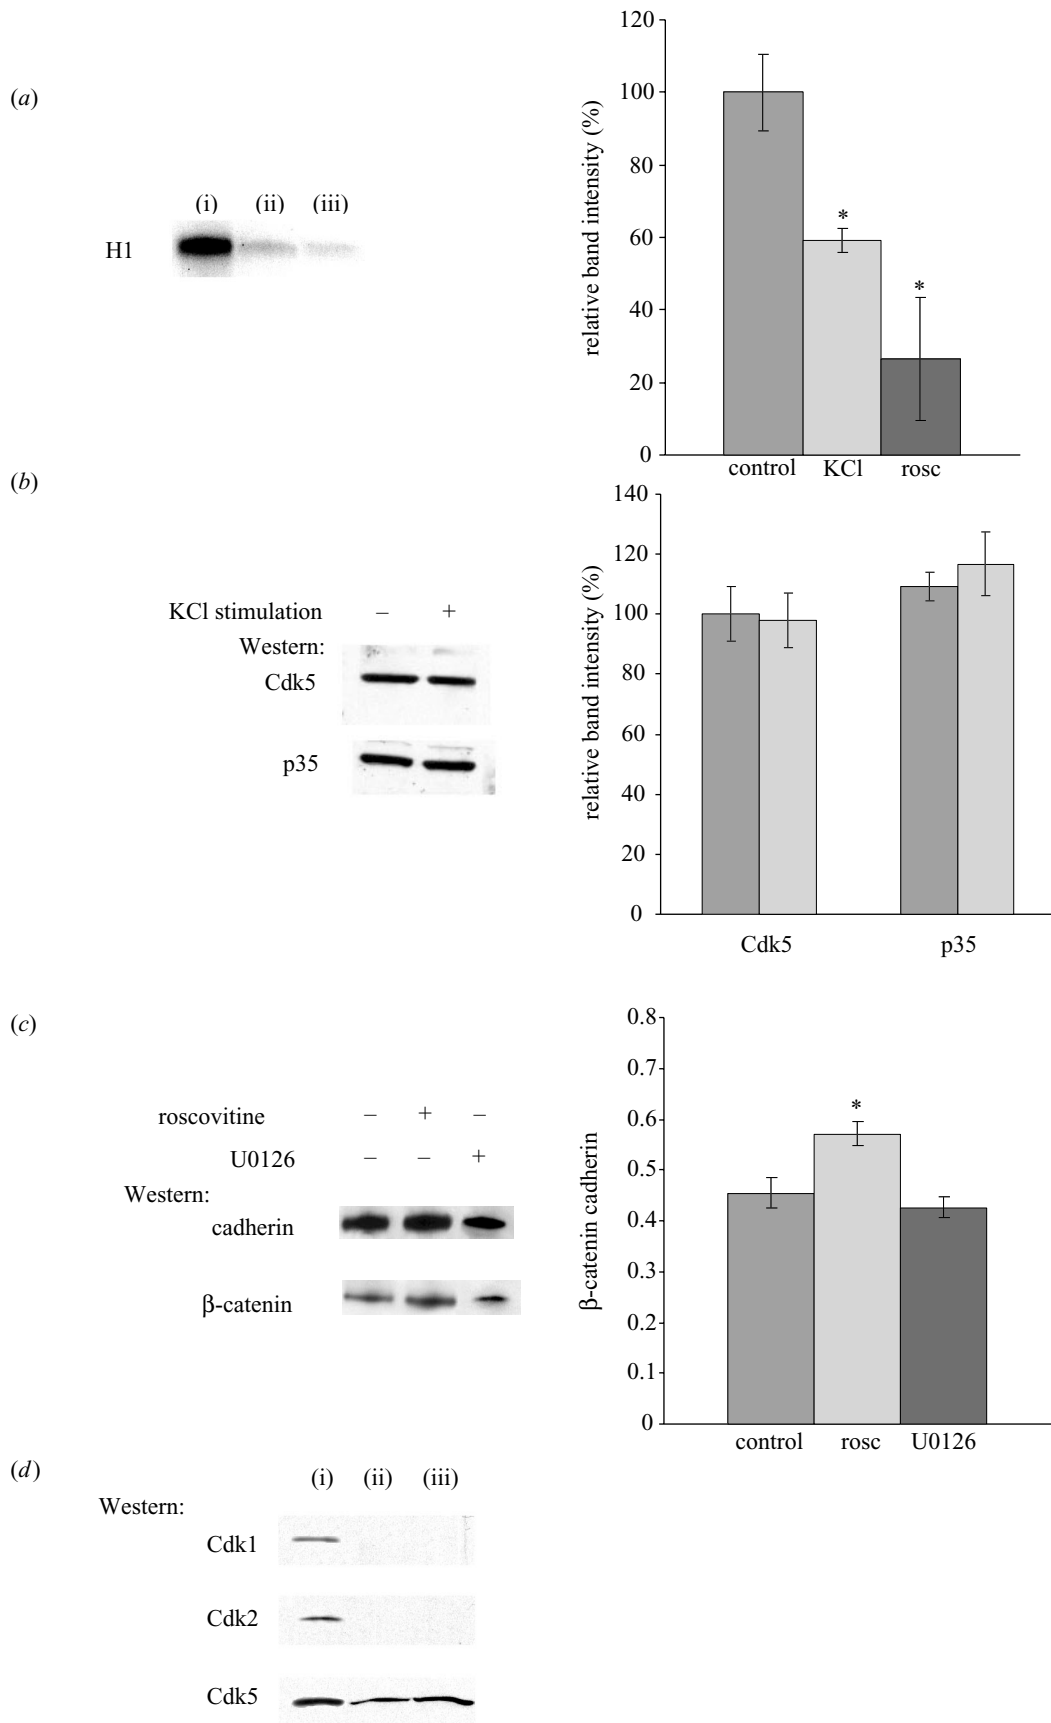 (a)
(i) (ii) (iii)
H1
relative band intensity (%)
120
100
80
60
40
20
0
*
*
control KCl rosc
(b)
KCl stimulation – +
Western:
Cdk5
p35
relative band intensity (%)
140
120
100
80
60
40
20
0
Cdk5 p35
(c)
roscovitine – + –
U0126 – – +
Western:
cadherin
β-catenin
β-catenin cadherin
0.8
0.7
0.6
0.5
0.4
0.3
0.2
0.1
0
*
control rosc U0126
(d)
(i) (ii) (iii)
Western:
Cdk1
Cdk2
Cdk5